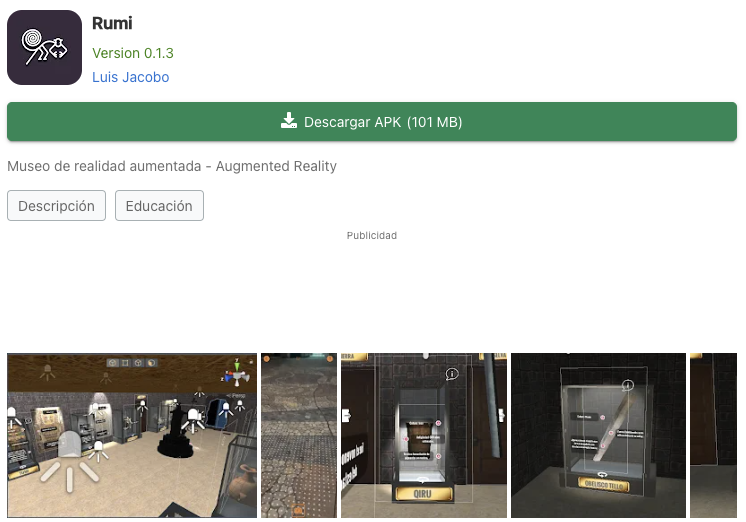 Rumi
Version 0.1.3
Luis Jacobo
Descargar APK (101 MB)
Museo de realidad aumentada - Augmented Reality
Descripción
Educación
Publicidad
Persp
QIRU
OBELISCO TELLO